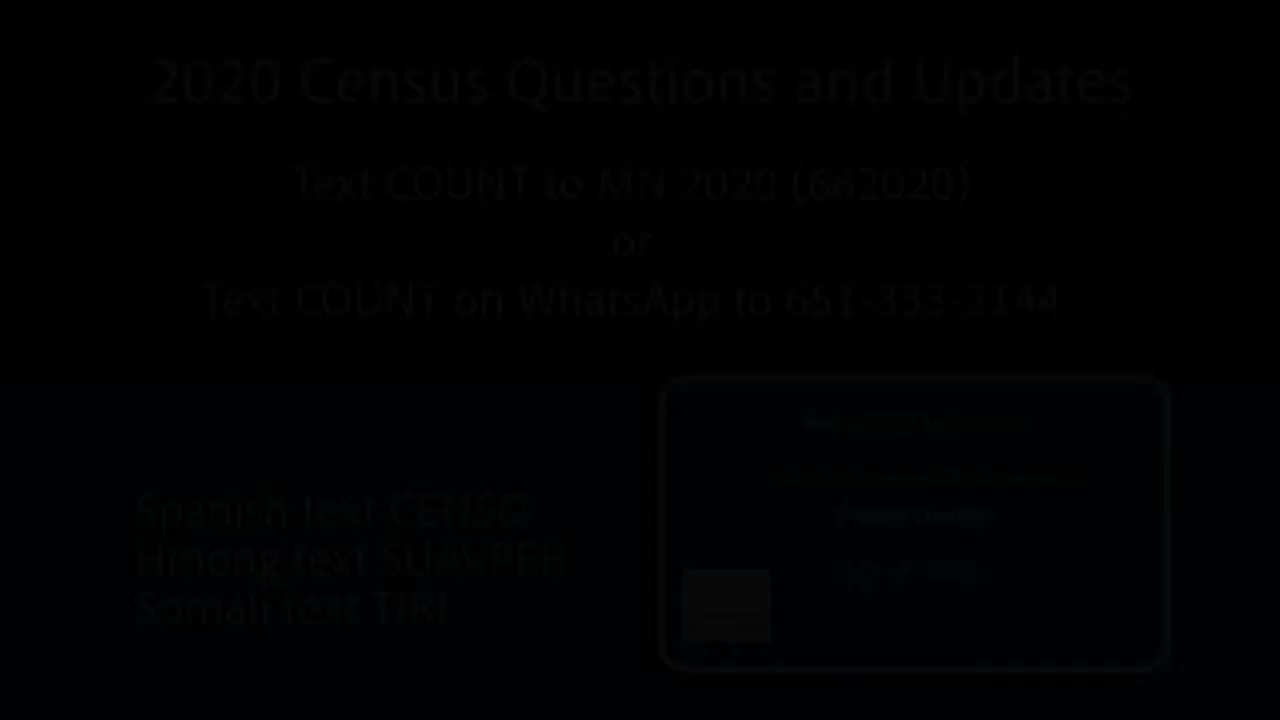 2020 Census Questions and Updates
Text COUNT to MN 2020 (662020)
or
Text COUNT on WhatsApp to 651-333-2144
Spanish text CENSO
Hmong text SUAVPEB
Somali text TIRI